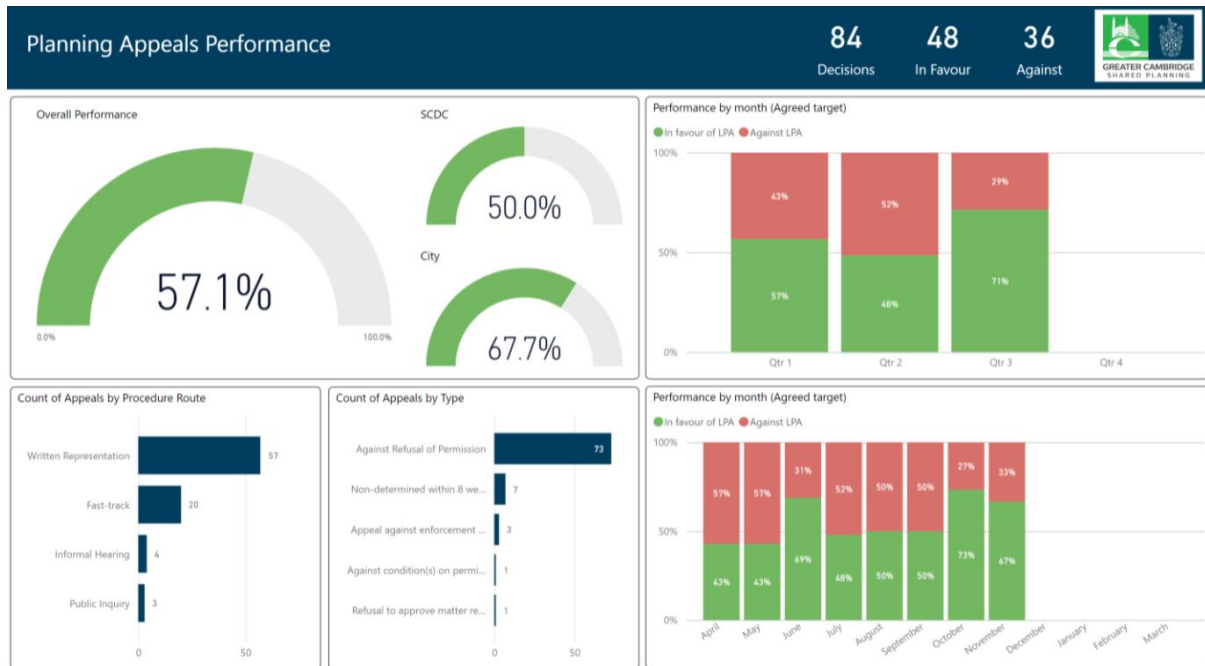 Planning Appeals Performance
84
Decisions
48
In Favour
36
Against
GREATER CAMBRIDGE
SHARED PLANNING
Overall Performance
57.1%
0.0%
100.0%
SCDC
50.0%
City
67.7%
Performance by month (Agreed target)
In favour of LPA Against LPA
100%
50%
0%
43%
52%
29%
57%
48%
71%
Qtr 1
Qtr 2
Qtr 3
Qtr 4
Count of Appeals by Procedure Route
Written Representation
57
Fast-track
20
Informal Hearing
4
Public Inquiry
3
0
50
Count of Appeals by Type
Against Refusal of Permission
73
Non-determined within 8 we...
7
Appeal against enforcement ...
3
Against condition(s) on permi...
1
Refusal to approve matter re...
1
0
50
Performance by month (Agreed target)
In favour of LPA Against LPA
100%
50%
0%
57%
57%
31%
52%
50%
50%
27%
33%
43%
43%
69%
48%
50%
50%
73%
67%
April
May
June
July
August
September
October
November
December
January
February
March